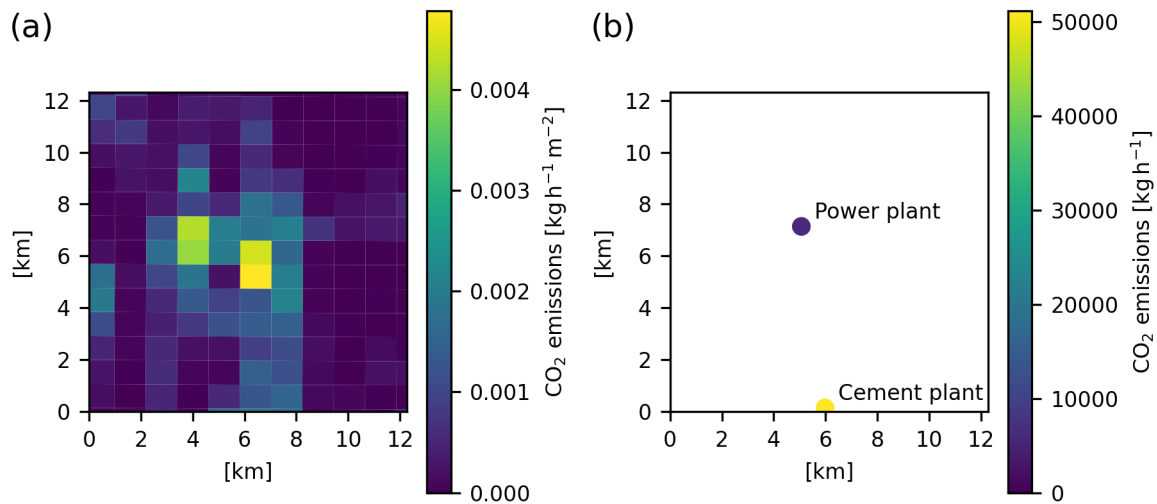 (a)
12
10
8
6
4
2
0
[km]
0 2 4 6 8 10 12
[km]
0.004
0.003
0.002
0.001
0.000
CO₂ emissions [kg h⁻¹ m⁻²]
(b)
12
10
8
6
4
2
0
[km]
Power plant
Cement plant
0 2 4 6 8 10 12
[km]
50000
40000
30000
20000
10000
0
CO₂ emissions [kg h⁻¹]